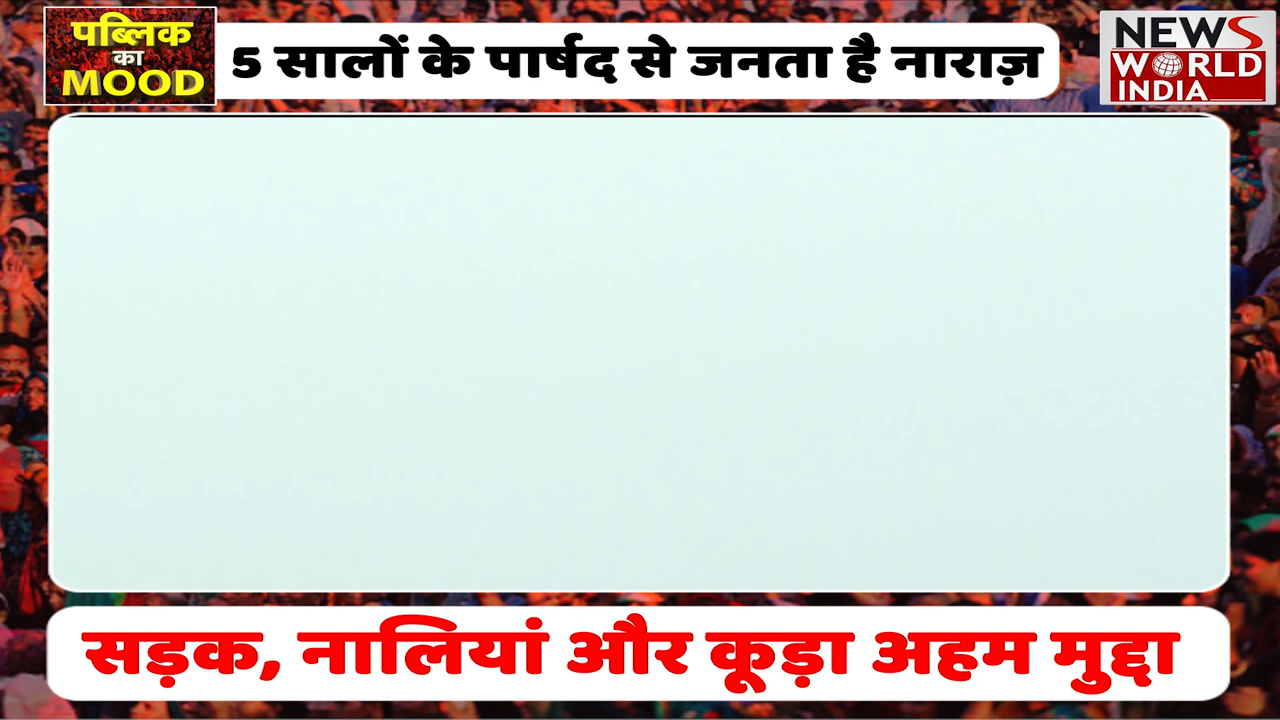 पब्लिक
का
MOOD
5 सालों के पार्षद से जनता है नाराज़
NEWS
WORLD
INDIA
सड़क, नालियां और कूड़ा अहम मुद्दा